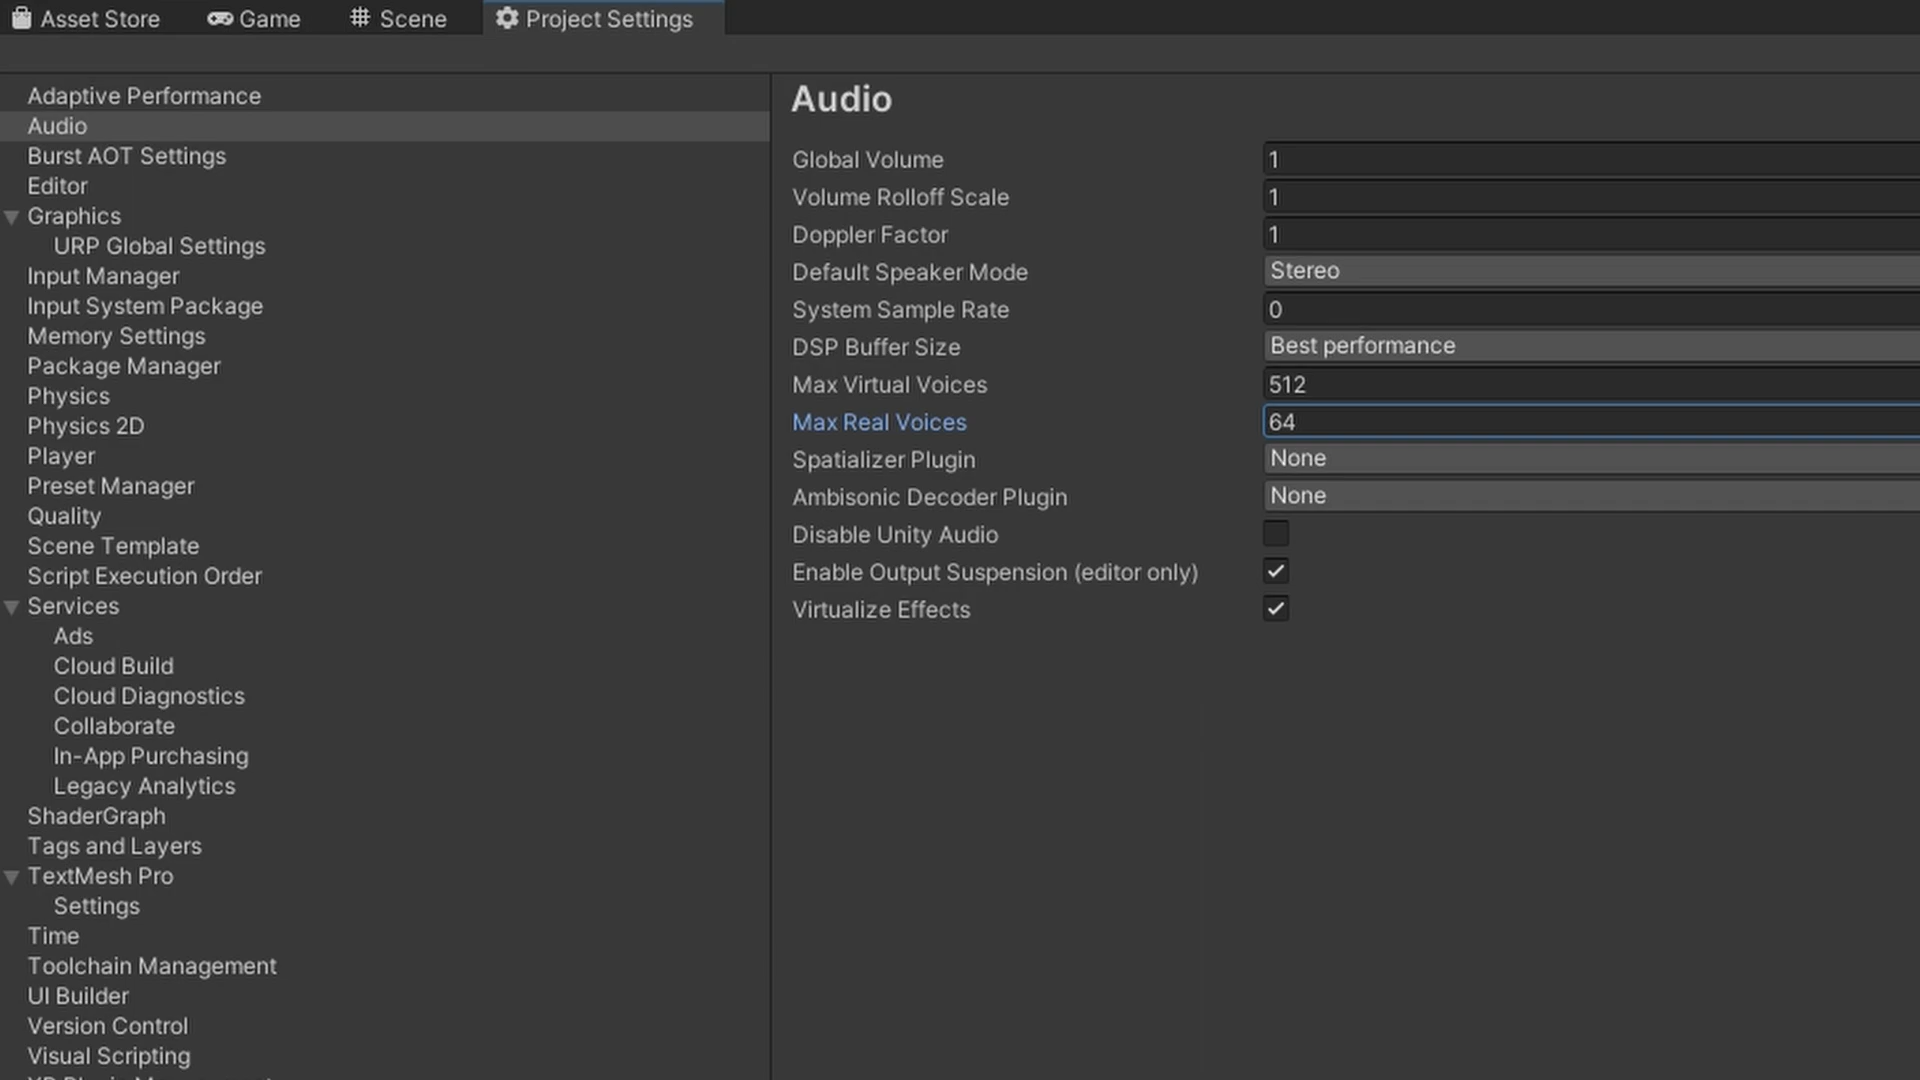 Asset Store
Game
Scene
Project Settings
Adaptive Performance
Audio
Burst AOT Settings
Editor
Graphics
URP Global Settings
Input Manager
Input System Package
Memory Settings
Package Manager
Physics
Physics 2D
Player
Preset Manager
Quality
Scene Template
Script Execution Order
Services
Ads
Cloud Build
Cloud Diagnostics
Collaborate
In-App Purchasing
Legacy Analytics
ShaderGraph
Tags and Layers
TextMesh Pro
Settings
Time
Toolchain Management
UI Builder
Version Control
Visual Scripting
Audio
Global Volume 1
Volume Rolloff Scale 1
Doppler Factor 1
Default Speaker Mode Stereo
System Sample Rate 0
DSP Buffer Size Best performance
Max Virtual Voices 512
Max Real Voices 64
Spatializer Plugin None
Ambisonic Decoder Plugin None
Disable Unity Audio
Enable Output Suspension (editor only)
Virtualize Effects